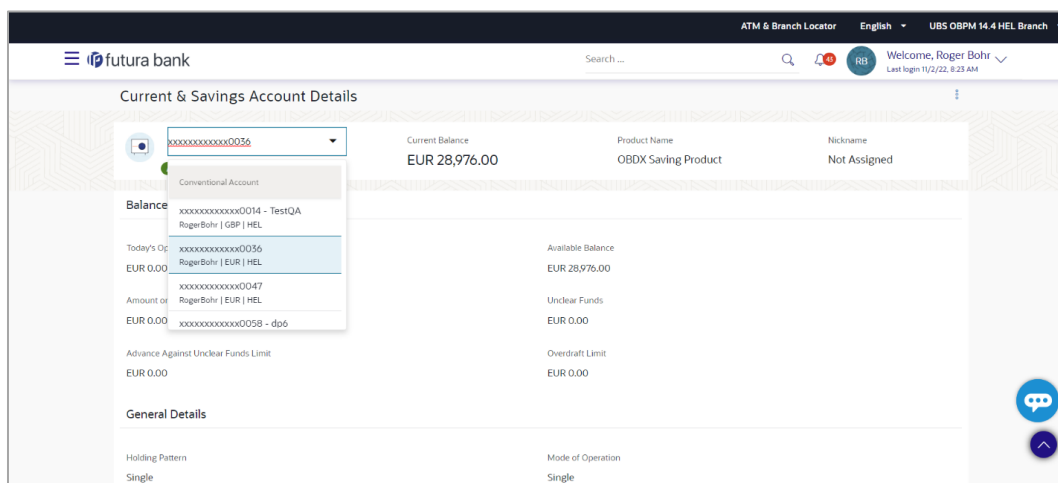 ATM & Branch Locator English UBS OBPM 14.4 HEL Branch
futura bank Search ... 43 RB Welcome, Roger Bohr
Last login 11/2/22, 8:23 AM
Current & Savings Account Details
xxxxxxxxxxxx0036
Current Balance Product Name Nickname
EUR 28,976.00 OBDX Saving Product Not Assigned
Conventional Account
Balance
xxxxxxxxxxxx0014 - TestQA
RogerBohr | GBP | HEL
Today's Op Available Balance
xxxxxxxxxxxx0036
RogerBohr | EUR | HEL
EUR 0.00 EUR 28,976.00
xxxxxxxxxxxx0047
RogerBohr | EUR | HEL
Amount o Unclear Funds
EUR 0.00 EUR 0.00
xxxxxxxxxxxx0058 - dp6
Advance Against Unclear Funds Limit Overdraft Limit
EUR 0.00 EUR 0.00
General Details
Holding Pattern Mode of Operation
Single Single